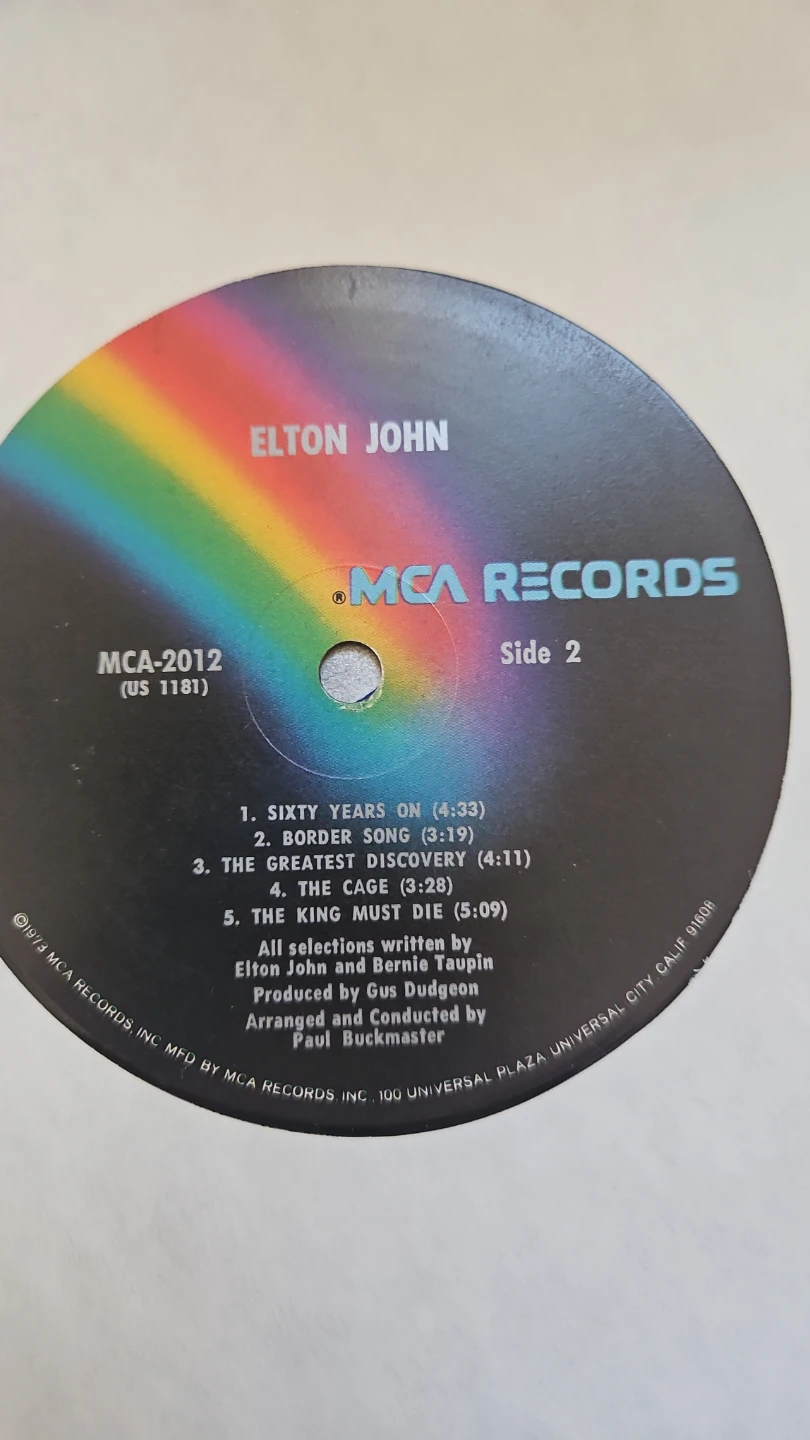 ELTON JOHN
® MCA RECORDS
MCA-2012
(US 1181)
Side 2
1. SIXTY YEARS ON (4:33)
2. BORDER SONG (3:19)
3. THE GREATEST DISCOVERY (4:11)
4. THE CAGE (3:28)
5. THE KING MUST DIE (5:09)
All selections written by
Elton John and Bernie Taupin
Produced by Gus Dudgeon
Arranged and Conducted by
Paul Buckmaster
©1973 MCA RECORDS, INC MFD BY MCA RECORDS, INC., 100 UNIVERSAL PLAZA, UNIVERSAL CITY, CALIF 91608